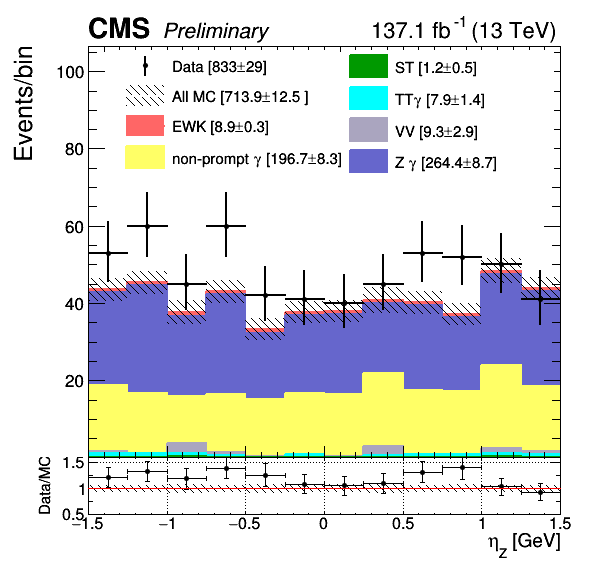 CMS Preliminary 137.1 fb⁻¹ (13 TeV)
Events/bin
100
80
60
40
20
Data [833±29]
All MC [713.9±12.5 ]
EWK [8.9±0.3]
non-prompt γ [196.7±8.3]
ST [1.2±0.5]
TTγ [7.9±1.4]
VV [9.3±2.9]
Z γ [264.4±8.7]
Data/MC
1.5
1
0.5
−1.5 −1 −0.5 0 0.5 1 1.5
η_Z [GeV]